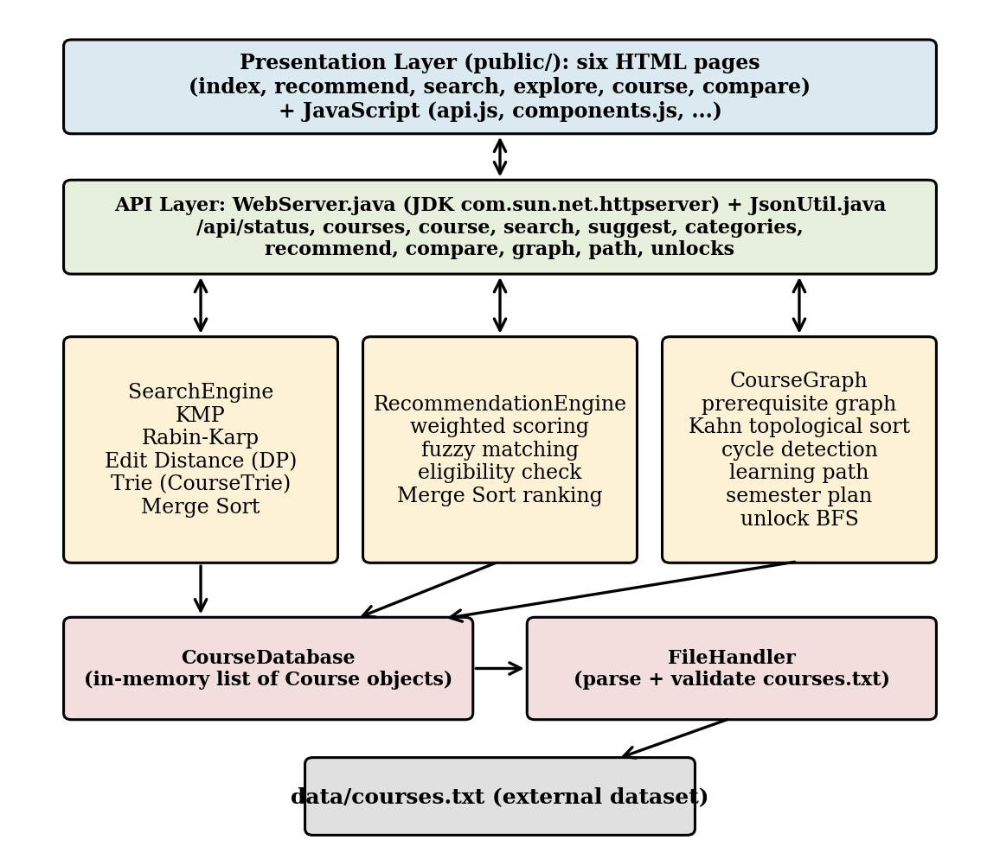 Presentation Layer (public/): six HTML pages
(index, recommend, search, explore, course, compare)
+ JavaScript (api.js, components.js, ...)
API Layer: WebServer.java (JDK com.sun.net.httpserver) + JsonUtil.java
/api/status, courses, course, search, suggest, categories,
recommend, compare, graph, path, unlocks
SearchEngine
KMP
Rabin-Karp
Edit Distance (DP)
Trie (CourseTrie)
Merge Sort
RecommendationEngine
weighted scoring
fuzzy matching
eligibility check
Merge Sort ranking
CourseGraph
prerequisite graph
Kahn topological sort
cycle detection
learning path
semester plan
unlock BFS
CourseDatabase
(in-memory list of Course objects)
FileHandler
(parse + validate courses.txt)
data/courses.txt (external dataset)